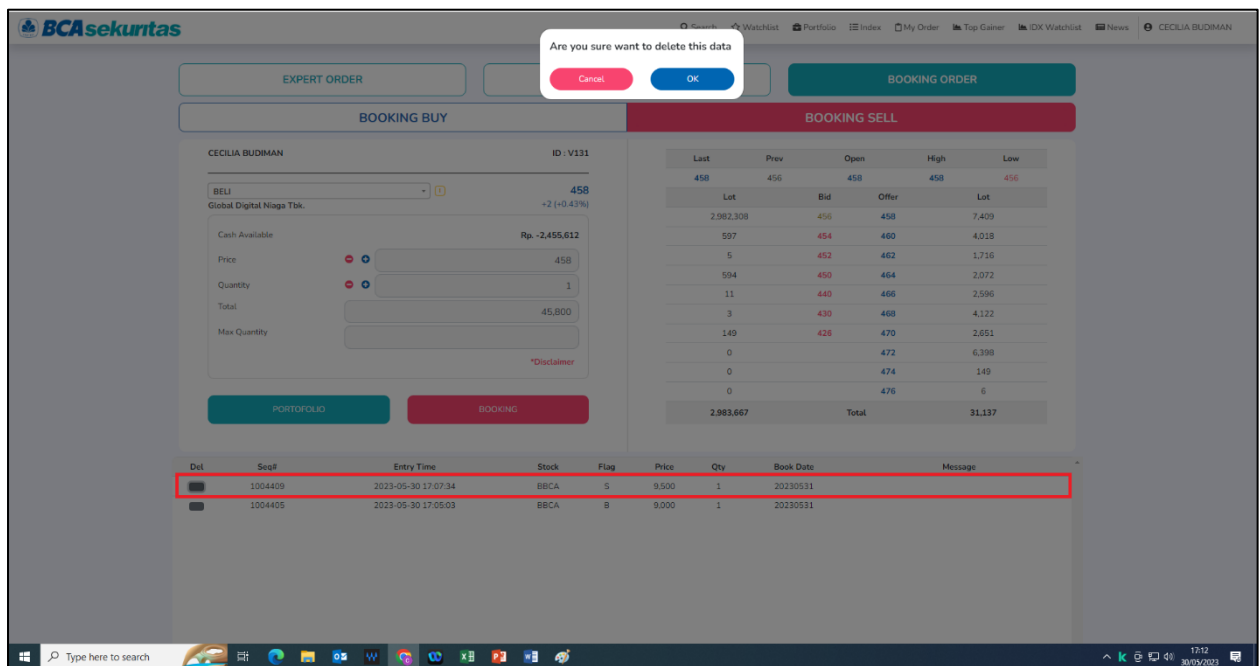 BCA sekuritas
Search Watchlist Portfolio Index My Order Top Gainer iDX Watchlist News CECILIA BUDIMAN
Are you sure want to delete this data
Cancel OK
EXPERT ORDER BOOKING ORDER
BOOKING BUY BOOKING SELL
CECILIA BUDIMAN ID : V131
BELI 458
Global Digital Niaga Tbk. +2 (+0.43%)
Cash Available Rp. -2,455,612
Price 458
Quantity 1
Total 45,800
Max Quantity
*Disclaimer
PORTOFOLIO BOOKING
Last Prev Open High Low
458 456 458 458 456
Lot Bid Offer Lot
2,982,308 456 458 7,409
597 454 460 4,018
5 452 462 1,716
594 450 464 2,072
11 440 466 2,596
3 430 468 4,122
149 426 470 2,651
0 472 6,398
0 474 149
0 476 6
2,983,667 Total 31,137
Del Seq# Entry Time Stock Flag Price Qty Book Date Message
1004409 2023-05-30 17:07:34 BBCA S 9,500 1 20230531
1004405 2023-05-30 17:05:03 BBCA B 9,000 1 20230531
Type here to search
17:12
30/05/2023